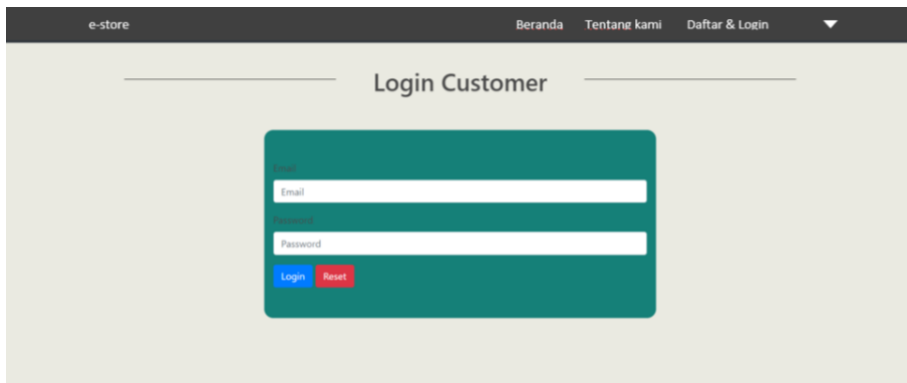 e-store Beranda Tentang kami Daftar & Login
Login Customer
Email
Email
Password
Password
Login Reset